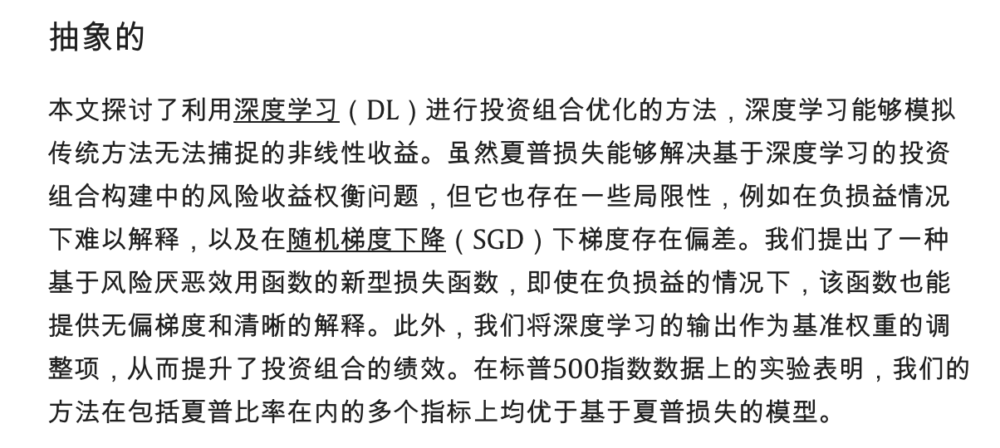 抽象的
本文探讨了利用深度学习（DL）进行投资组合优化的方法，深度学习能够模拟
传统方法无法捕捉的非线性收益。虽然夏普损失能够解决基于深度学习的投资
组合构建中的风险收益权衡问题，但它也存在一些局限性，例如在负损益情况
下难以解释，以及在随机梯度下降（SGD）下梯度存在偏差。我们提出了一种
基于风险厌恶效用函数的新型损失函数，即使在负损益的情况下，该函数也能
提供无偏梯度和清晰的解释。此外，我们将深度学习的输出作为基准权重的调
整项，从而提升了投资组合的绩效。在标普500指数数据上的实验表明，我们的
方法在包括夏普比率在内的多个指标上均优于基于夏普损失的模型。